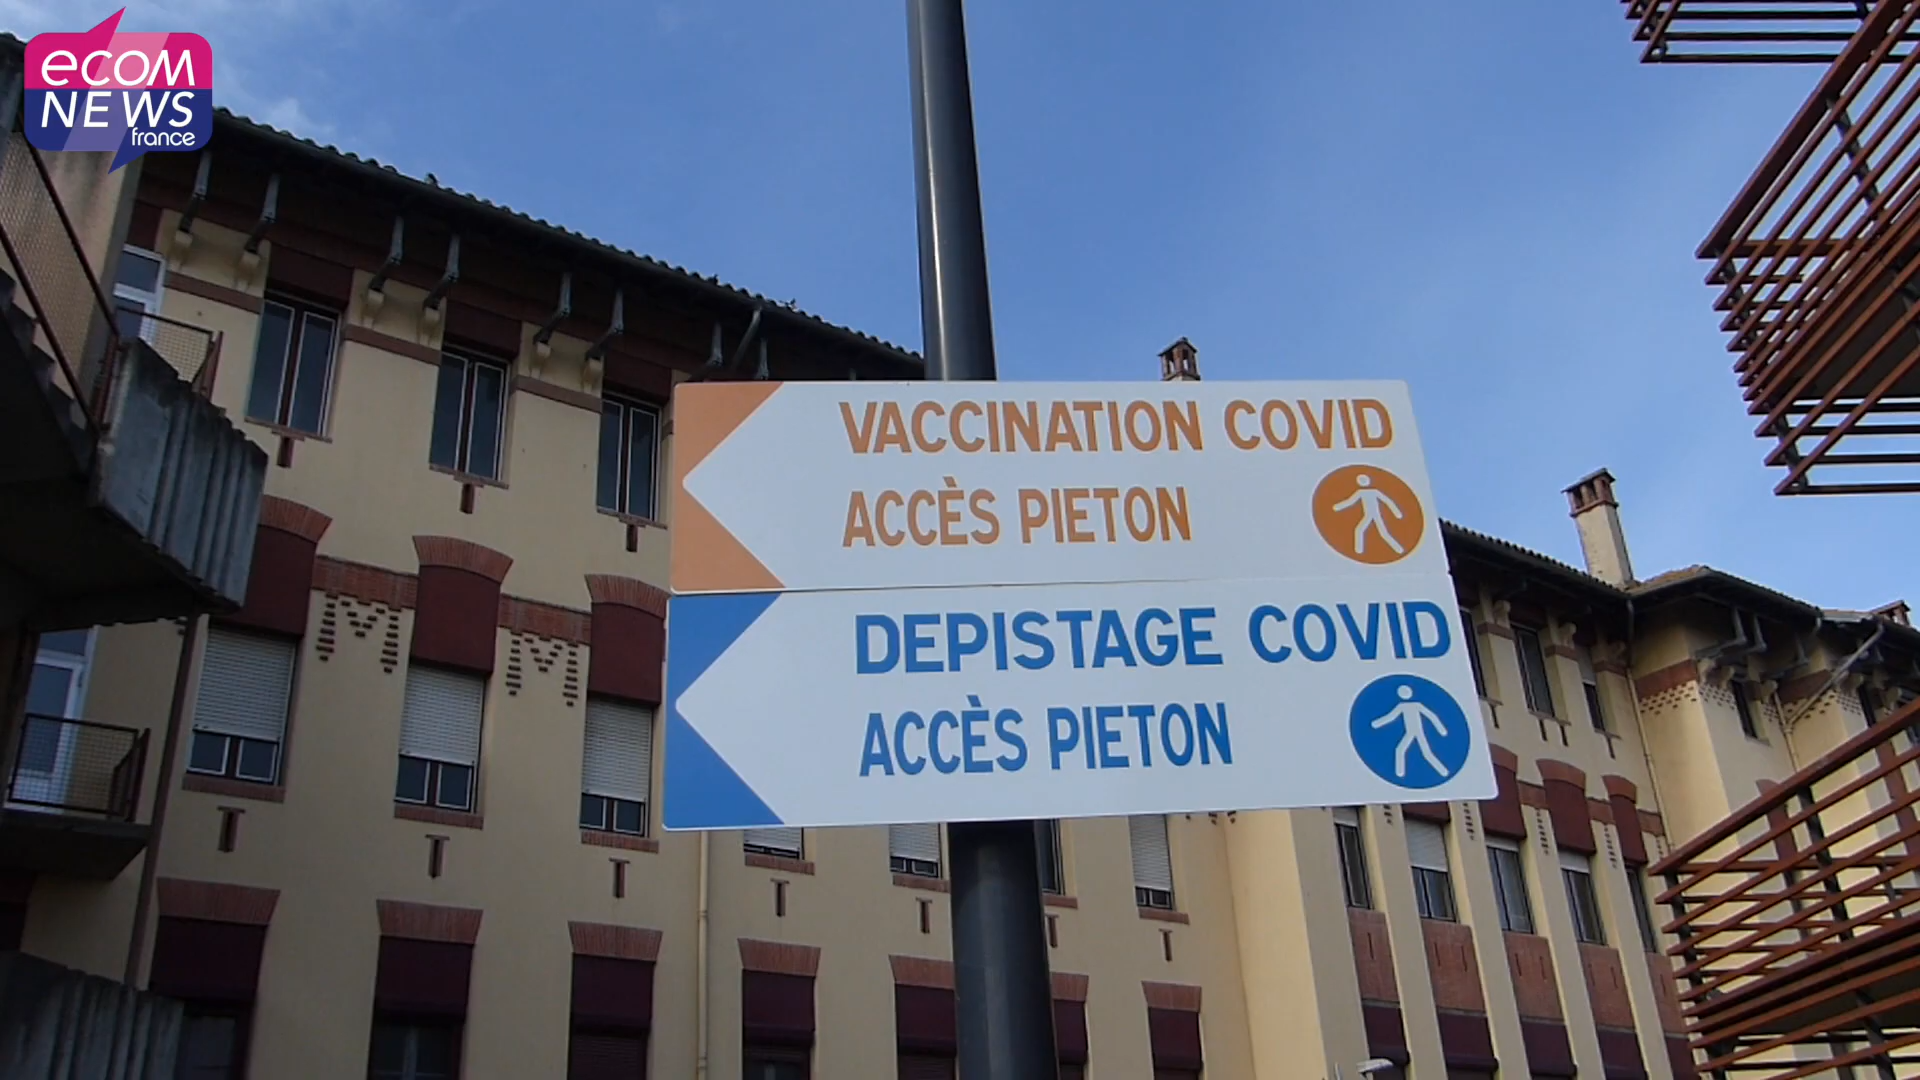 ecom
NEWS
france
VACCINATION COVID
ACCÈS PIETON
DEPISTAGE COVID
ACCÈS PIETON